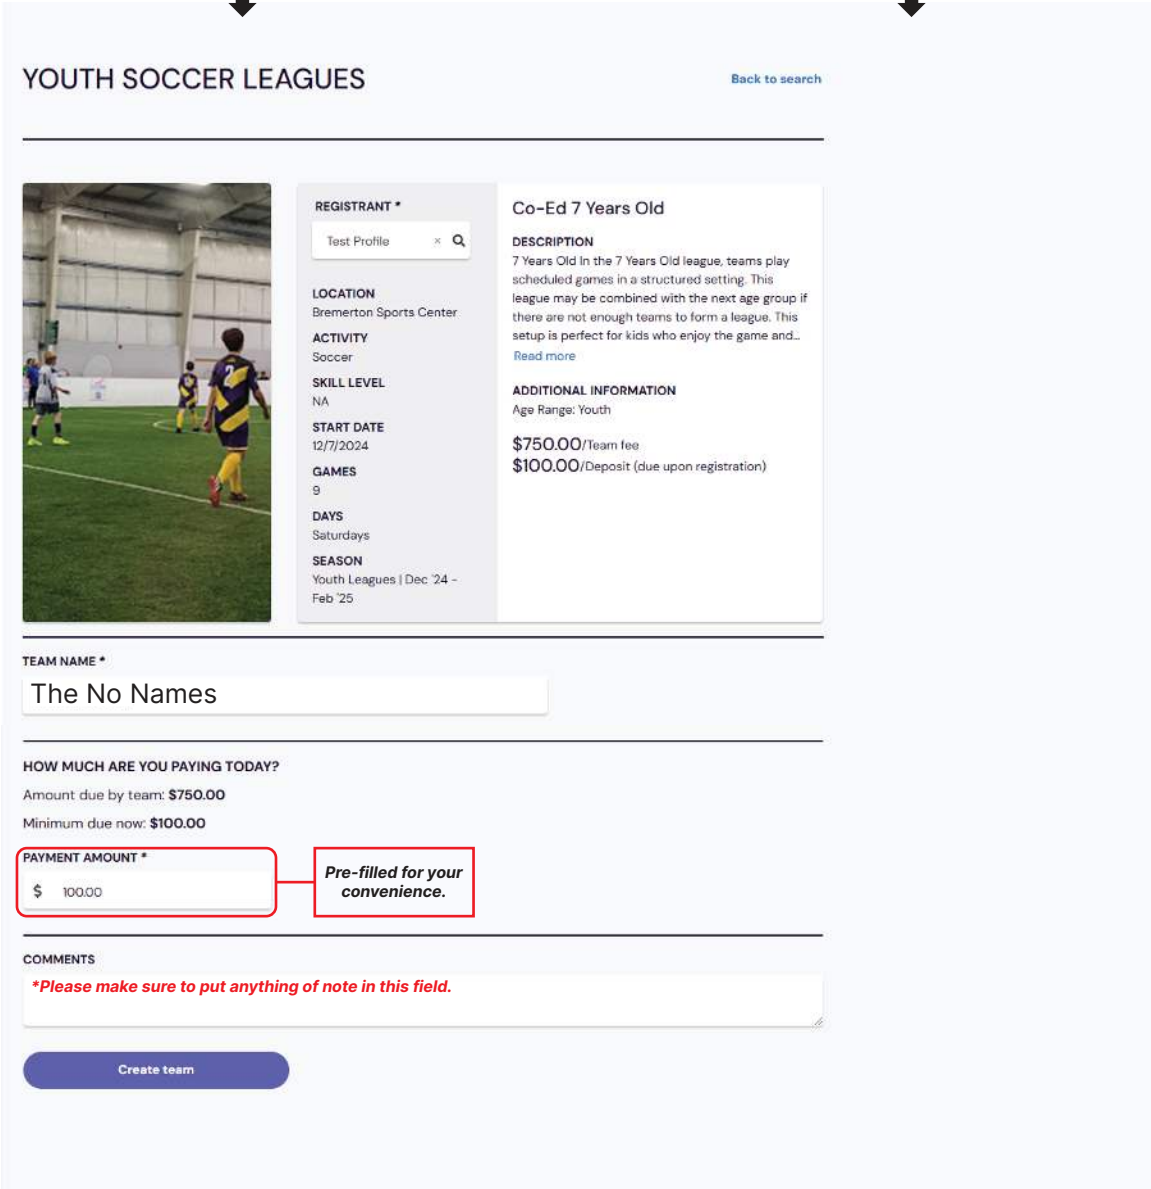 YOUTH SOCCER LEAGUES
Back to search
REGISTRANT *
Test Profile ×
LOCATION
Bremerton Sports Center
ACTIVITY
Soccer
SKILL LEVEL
NA
START DATE
12/7/2024
GAMES
9
DAYS
Saturdays
SEASON
Youth Leagues | Dec '24 -
Feb '25
Co-Ed 7 Years Old
DESCRIPTION
7 Years Old In the 7 Years Old league, teams play
scheduled games in a structured setting. This
league may be combined with the next age group if
there are not enough teams to form a league. This
setup is perfect for kids who enjoy the game and...
Read more
ADDITIONAL INFORMATION
Age Range: Youth
$750.00/Team fee
$100.00/Deposit (due upon registration)
TEAM NAME *
The No Names
HOW MUCH ARE YOU PAYING TODAY?
Amount due by team: $750.00
Minimum due now: $100.00
PAYMENT AMOUNT *
$ 100.00
Pre-filled for your
convenience.
COMMENTS
*Please make sure to put anything of note in this field.
Create team